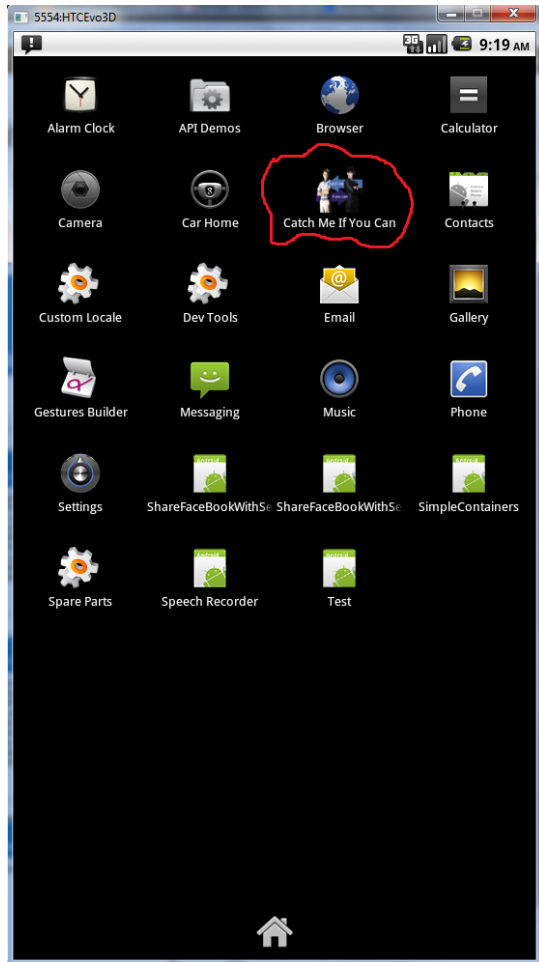 5554:HTCEvo3D
3G 9:19 AM
Alarm Clock API Demos Browser Calculator
Camera Car Home Catch Me If You Can Contacts
Custom Locale Dev Tools Email Gallery
Gestures Builder Messaging Music Phone
Settings ShareFaceBookWithSe ShareFaceBookWithSe SimpleContainers
Spare Parts Speech Recorder Test